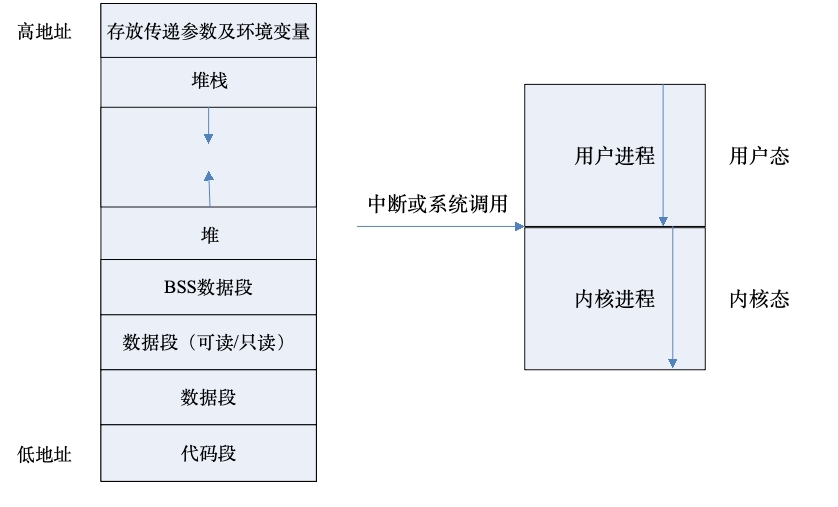 高地址
存放传递参数及环境变量
堆栈
堆
BSS数据段
数据段（可读/只读）
数据段
代码段
低地址
中断或系统调用
用户进程
用户态
内核进程
内核态